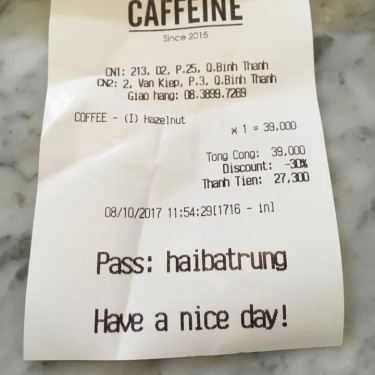 CAFFEINE
Since 2015
CN1: 213, D2, P.25, Q.Binh Thanh
CN2: 2, Van Kiep, P.3, Q.Binh Thanh
Giao hang: 08.3899.7269
COFFEE - (I) Hazelnut
x 1 = 39,000
Tong Cong: 39,000
Discount: -30%
Thanh Tien: 27,300
08/10/2017 11:54:29[1716 - in]
Pass: haibatrung
Have a nice day!